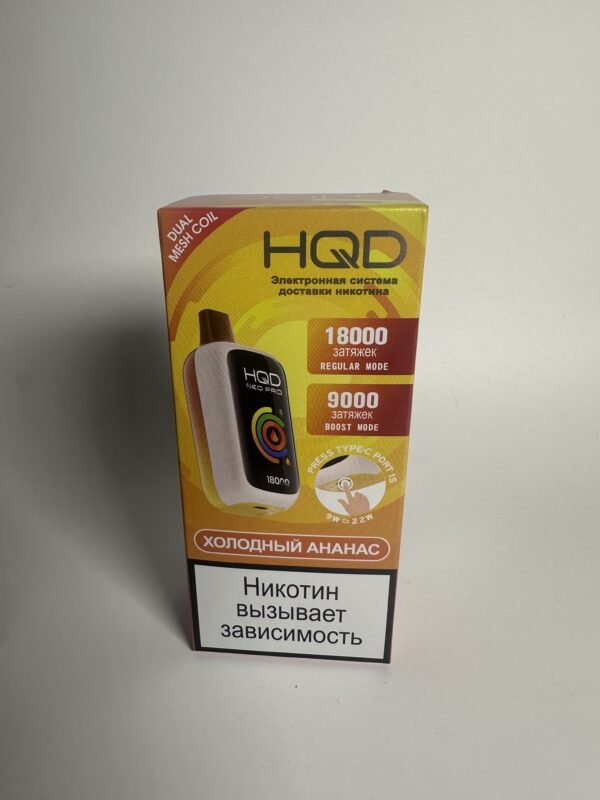 DUAL
MESH COIL
HQD
Электронная система
доставки никотина
18000
затяжек
REGULAR MODE
9000
затяжек
BOOST MODE
HQD
NEO PRO
18000
PRESS TYPE-C PORT 1S
9W⇔22W
ХОЛОДНЫЙ АНАНАС
Никотин
вызывает
зависимость